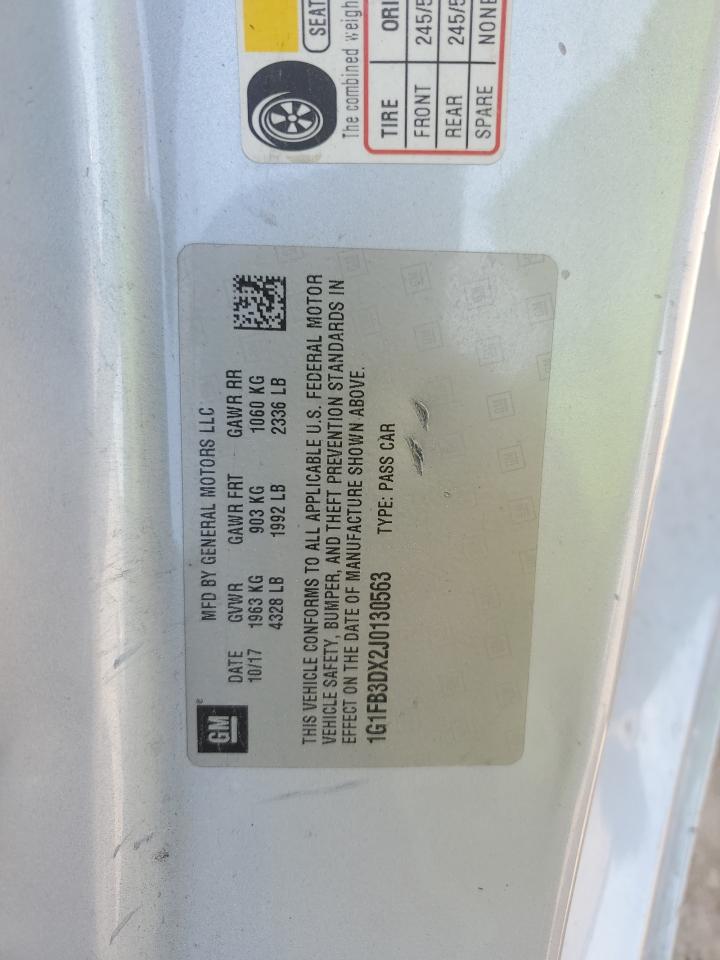 GM
MFD BY GENERAL MOTORS LLC
DATE GVWR GAWR FRT GAWR RR
10/17 1963 KG 903 KG 1060 KG
4328 LB 1992 LB 2336 LB
THIS VEHICLE CONFORMS TO ALL APPLICABLE U.S. FEDERAL MOTOR
VEHICLE SAFETY, BUMPER, AND THEFT PREVENTION STANDARDS IN
EFFECT ON THE DATE OF MANUFACTURE SHOWN ABOVE.
1G1FB3DX2J0130563 TYPE: PASS CAR
SEAT
The combined
TIRE
FRONT 245/5
REAR 245/5
SPARE NONE